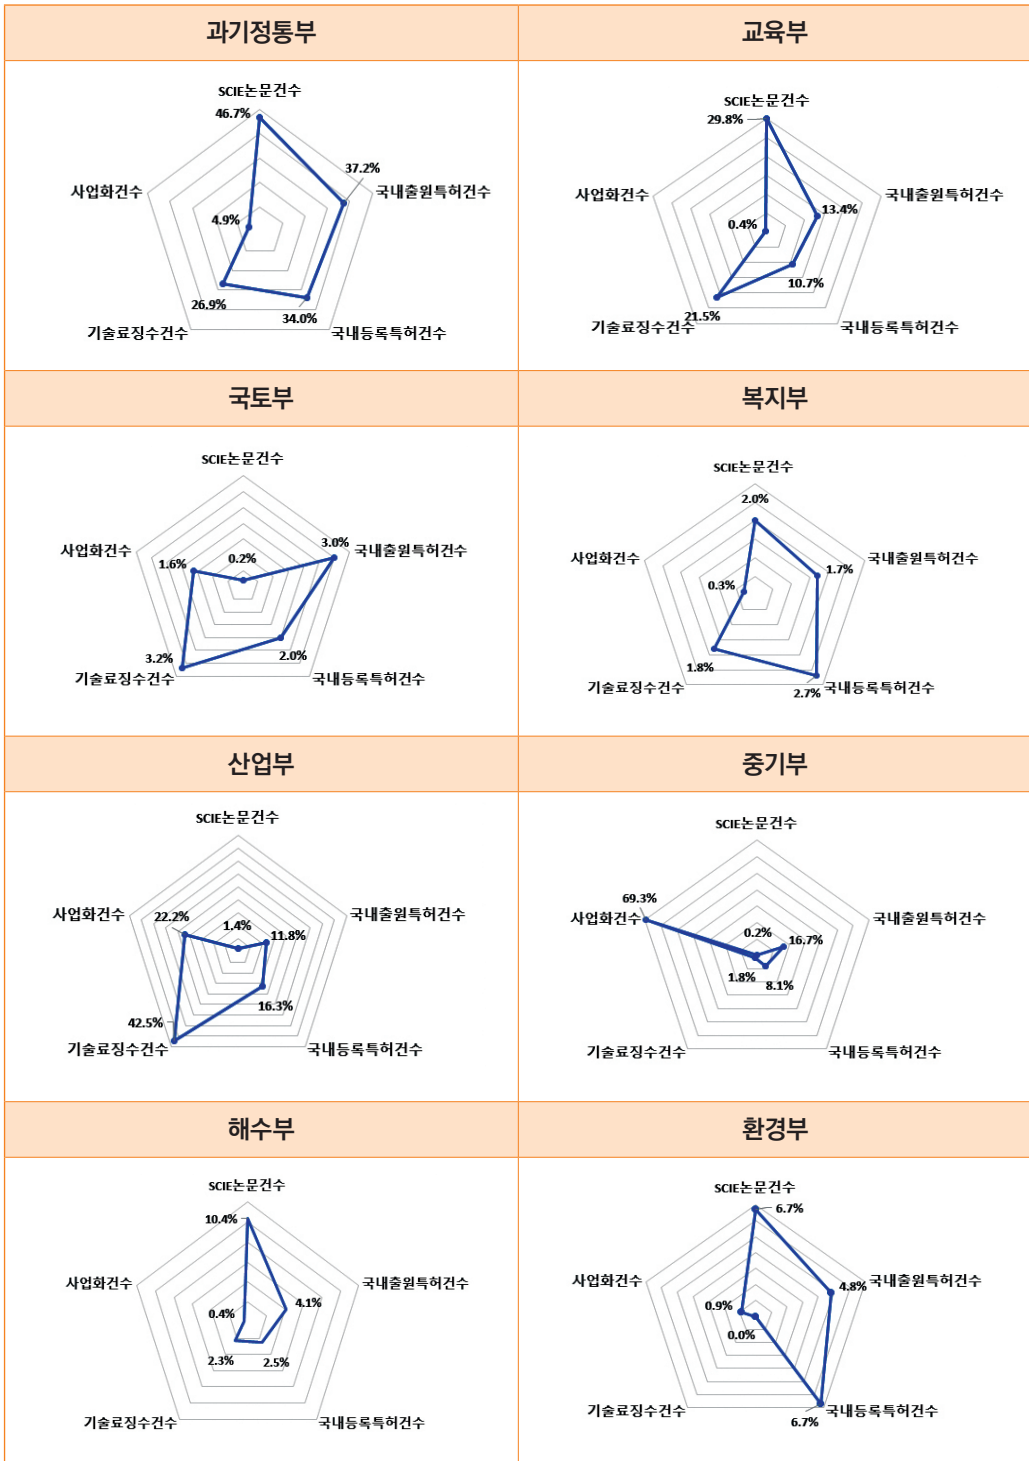 과기정통부
교육부
SCIE논문건수
46.7%
37.2%
사업화건수
국내출원특허건수
4.9%
26.9%
34.0%
기술료징수건수
국내등록특허건수
SCIE논문건수
29.8%
사업화건수
국내출원특허건수
0.4%
13.4%
10.7%
21.5%
기술료징수건수
국내등록특허건수
국토부
복지부
SCIE논문건수
사업화건수
3.0%
국내출원특허건수
1.6%
0.2%
3.2%
2.0%
기술료징수건수
국내등록특허건수
SCIE논문건수
2.0%
사업화건수
국내출원특허건수
0.3%
1.7%
1.8%
기술료징수건수
국내등록특허건수
2.7%
산업부
중기부
SCIE논문건수
사업화건수
22.2%
국내출원특허건수
1.4%
11.8%
16.3%
42.5%
기술료징수건수
국내등록특허건수
SCIE논문건수
69.3%
사업화건수
국내출원특허건수
0.2%
16.7%
1.8%
8.1%
기술료징수건수
국내등록특허건수
해수부
환경부
SCIE논문건수
10.4%
사업화건수
국내출원특허건수
0.4%
4.1%
2.3%
2.5%
기술료징수건수
국내등록특허건수
SCIE논문건수
6.7%
사업화건수
국내출원특허건수
4.8%
0.9%
0.0%
기술료징수건수
국내등록특허건수
6.7%